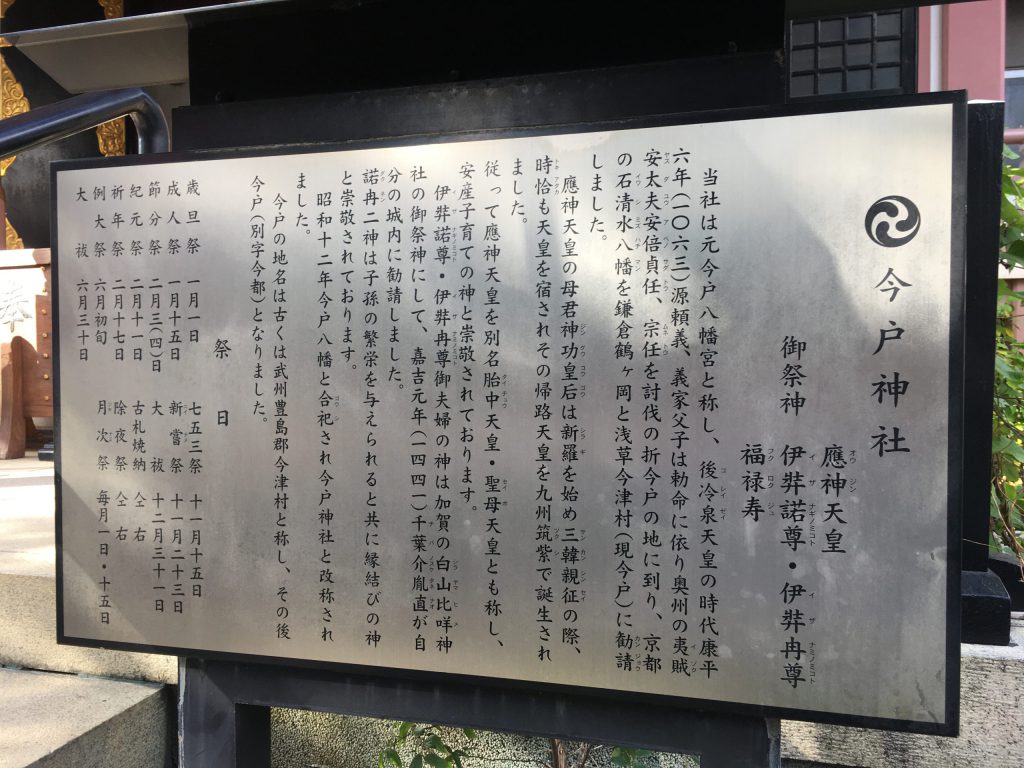 今戸神社
御祭神
應神天皇
伊弉諾尊・伊弉冉尊
福禄寿
当社は元今戸八幡宮と称し、後冷泉天皇の時代康平
六年(一〇六三)源頼義、義家父子は勅命に依り奥州の夷賊
安太夫安倍貞任、宗任を討伐の折今戸の地に到り、京都
の石清水八幡を鎌倉鶴ヶ岡と浅草今津村(現今戸)に勧請
しました。
應神天皇の母君神功皇后は新羅を始め三韓親征の際、
時恰も天皇を宿されその帰路天皇を九州筑紫で誕生され
ました。
従って應神天皇を別名胎中天皇・聖母天皇とも称し、
安産子育ての神と崇敬されております。
伊弉諾尊・伊弉冉尊御夫婦の神は加賀の白山比咩神
社の御祭神にして、嘉吉元年(一四四一)千葉介胤直が自
分の城内に勧請しました。
諾冉二神は子孫の繁栄を与えられると共に縁結びの神
と崇敬されております。
昭和十二年今戸八幡と合祀され今戸神社と改称され
ました。
今戸の地名は古くは武州豊島郡今津村と称し、その後
今戸(別字今都)となりました。
祭日
歳旦祭 一月一日 七五三祭 十一月十五日
成人祭 一月十五日 新嘗祭 十一月二十三日
節分祭 二月三(四)日 大祓 十二月三十一日
紀元祭 二月十一日 古札焼納 仝右
祈年祭 二月十七日 除夜祭 仝右
例大祭 六月初旬 月次祭 毎月一日・十五日
大祓 六月三十日